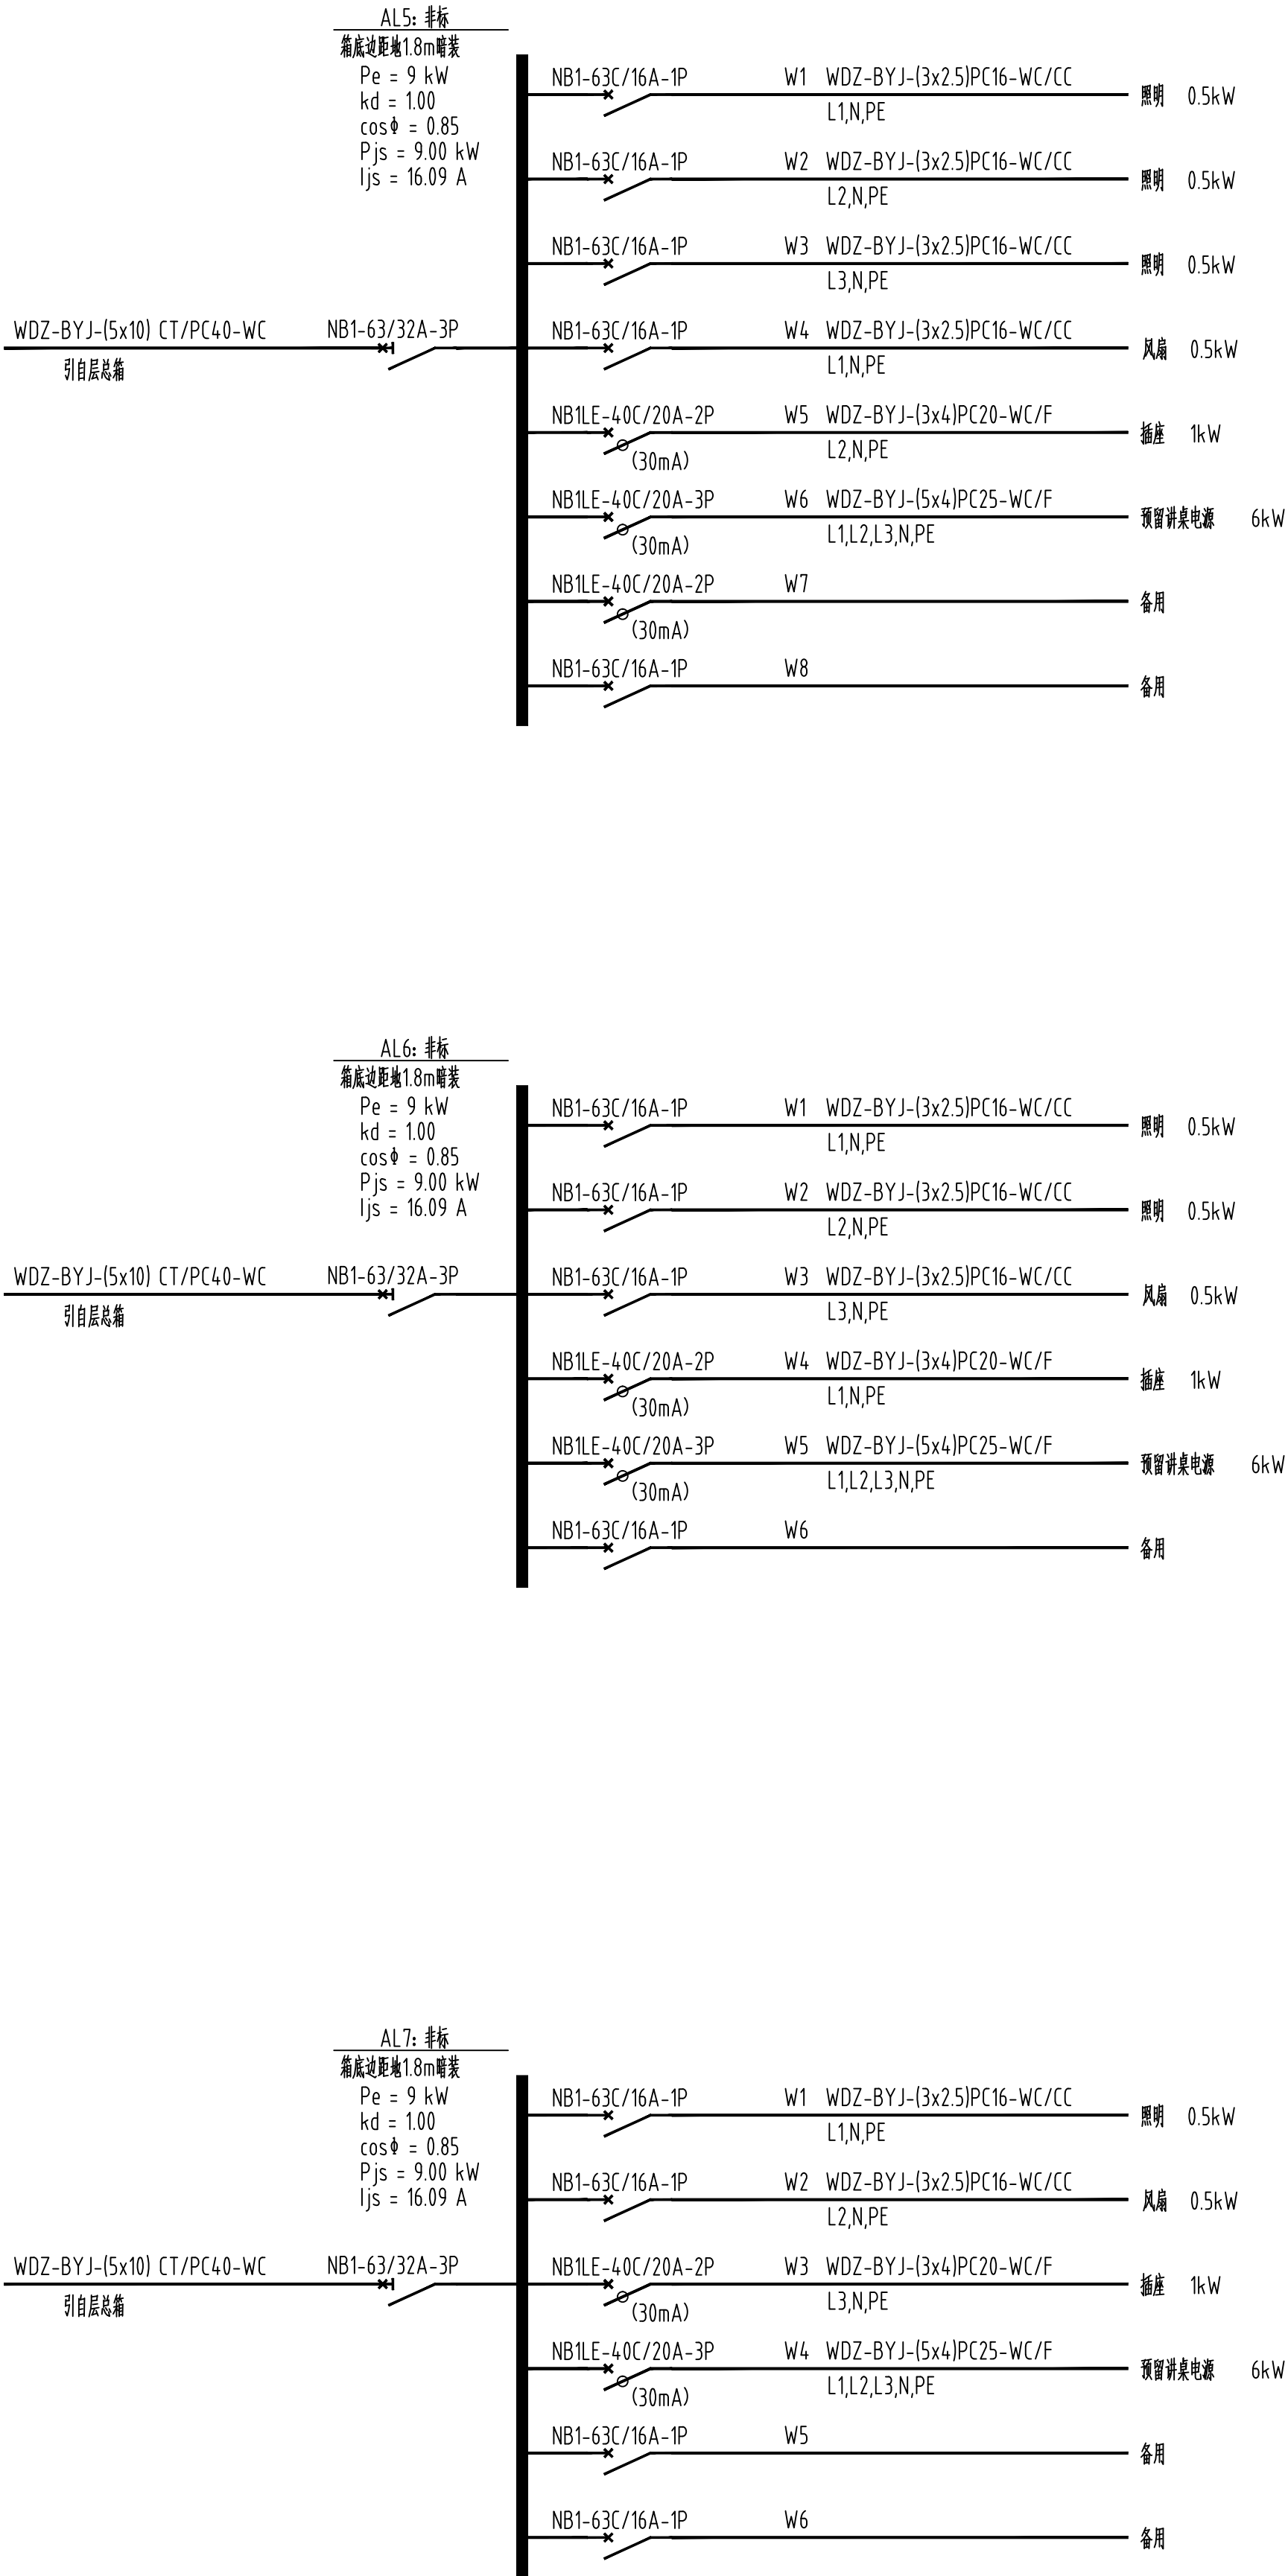 AL5: 非标
箱底边距地1.8m暗装
Pe = 9 kW
kd = 1.00
cosΦ = 0.85
Pjs = 9.00 kW
Ijs = 16.09 A
WDZ-BYJ-(5x10) CT/PC40-WC
引自层总箱
NB1-63/32A-3P
NB1-63C/16A-1P W1 WDZ-BYJ-(3x2.5)PC16-WC/CC
L1,N,PE
照明 0.5kW
NB1-63C/16A-1P W2 WDZ-BYJ-(3x2.5)PC16-WC/CC
L2,N,PE
照明 0.5kW
NB1-63C/16A-1P W3 WDZ-BYJ-(3x2.5)PC16-WC/CC
L3,N,PE
照明 0.5kW
NB1-63C/16A-1P W4 WDZ-BYJ-(3x2.5)PC16-WC/CC
L1,N,PE
风扇 0.5kW
NB1LE-40C/20A-2P W5 WDZ-BYJ-(3x4)PC20-WC/F
(30mA) L2,N,PE
插座 1kW
NB1LE-40C/20A-3P W6 WDZ-BYJ-(5x4)PC25-WC/F
(30mA) L1,L2,L3,N,PE
预留讲桌电源 6kW
NB1LE-40C/20A-2P W7
(30mA)
备用
NB1-63C/16A-1P W8
备用
AL6: 非标
箱底边距地1.8m暗装
Pe = 9 kW
kd = 1.00
cosΦ = 0.85
Pjs = 9.00 kW
Ijs = 16.09 A
WDZ-BYJ-(5x10) CT/PC40-WC
引自层总箱
NB1-63/32A-3P
NB1-63C/16A-1P W1 WDZ-BYJ-(3x2.5)PC16-WC/CC
L1,N,PE
照明 0.5kW
NB1-63C/16A-1P W2 WDZ-BYJ-(3x2.5)PC16-WC/CC
L2,N,PE
照明 0.5kW
NB1-63C/16A-1P W3 WDZ-BYJ-(3x2.5)PC16-WC/CC
L3,N,PE
风扇 0.5kW
NB1LE-40C/20A-2P W4 WDZ-BYJ-(3x4)PC20-WC/F
(30mA) L1,N,PE
插座 1kW
NB1LE-40C/20A-3P W5 WDZ-BYJ-(5x4)PC25-WC/F
(30mA) L1,L2,L3,N,PE
预留讲桌电源 6kW
NB1-63C/16A-1P W6
备用
AL7: 非标
箱底边距地1.8m暗装
Pe = 9 kW
kd = 1.00
cosΦ = 0.85
Pjs = 9.00 kW
Ijs = 16.09 A
WDZ-BYJ-(5x10) CT/PC40-WC
引自层总箱
NB1-63/32A-3P
NB1-63C/16A-1P W1 WDZ-BYJ-(3x2.5)PC16-WC/CC
L1,N,PE
照明 0.5kW
NB1-63C/16A-1P W2 WDZ-BYJ-(3x2.5)PC16-WC/CC
L2,N,PE
风扇 0.5kW
NB1LE-40C/20A-2P W3 WDZ-BYJ-(3x4)PC20-WC/F
(30mA) L3,N,PE
插座 1kW
NB1LE-40C/20A-3P W4 WDZ-BYJ-(5x4)PC25-WC/F
(30mA) L1,L2,L3,N,PE
预留讲桌电源 6kW
NB1-63C/16A-1P W5
备用
NB1-63C/16A-1P W6
备用